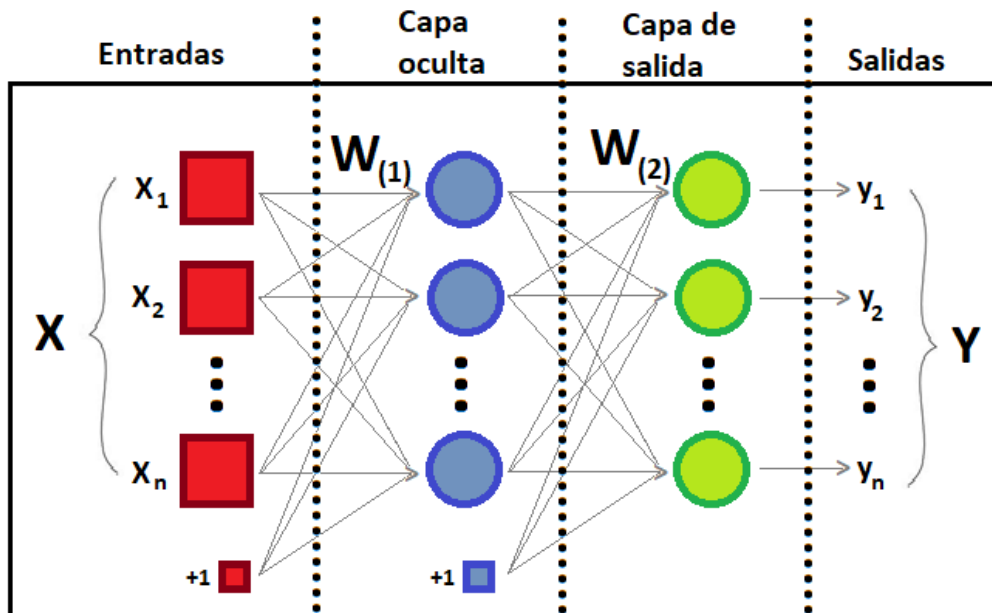 Entradas
Capa
oculta
Capa de
salida
Salidas
W(1)
W(2)
X1
y1
X2
y2
X
Y
Xn
yn
+1
+1